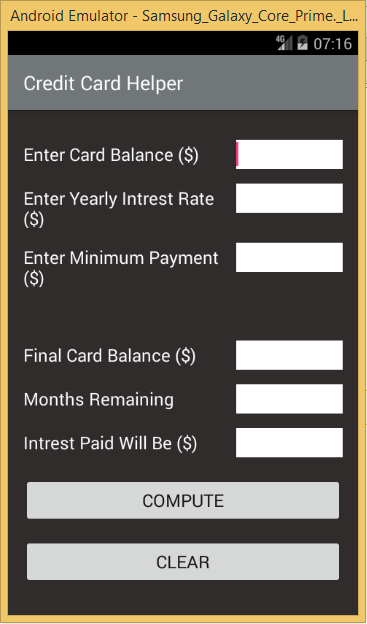 Android Emulator - Samsung_Galaxy_Core_Prime._L...
4G 07:16
Credit Card Helper
Enter Card Balance ($)
Enter Yearly Intrest Rate
($)
Enter Minimum Payment
($)
Final Card Balance ($)
Months Remaining
Intrest Paid Will Be ($)
COMPUTE
CLEAR